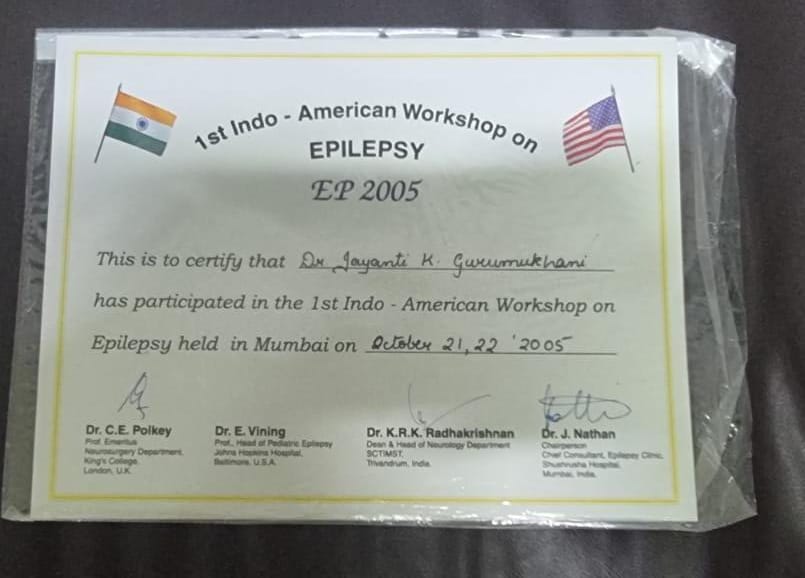 1st Indo - American Workshop on
EPILEPSY
EP 2005
This is to certify that Dr Jayanti K. Gurumukhani
has participated in the 1st Indo - American Workshop on
Epilepsy held in Mumbai on October 21, 22 '2005
Dr. C.E. Polkey
Prof. Emeritus
Neurosurgery Department,
King's College,
London, U.K.
Dr. E. Vining
Prof., Head of Pediatric Epilepsy
Johns Hopkins Hospital,
Baltimore, U.S.A.
Dr. K.R.K. Radhakrishnan
Dean & Head of Neurology Department
SCTIMST,
Trivandrum, India.
Dr. J. Nathan
Chairperson
Chief Consultant, Epilepsy Clinic,
Shushrusha Hospital,
Mumbai, India.